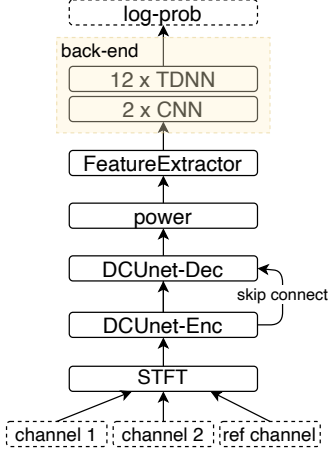 log-prob
back-end
12 x TDNN
2 x CNN
FeatureExtractor
power
DCUnet-Dec
skip connect
DCUnet-Enc
STFT
channel 1
channel 2
ref channel